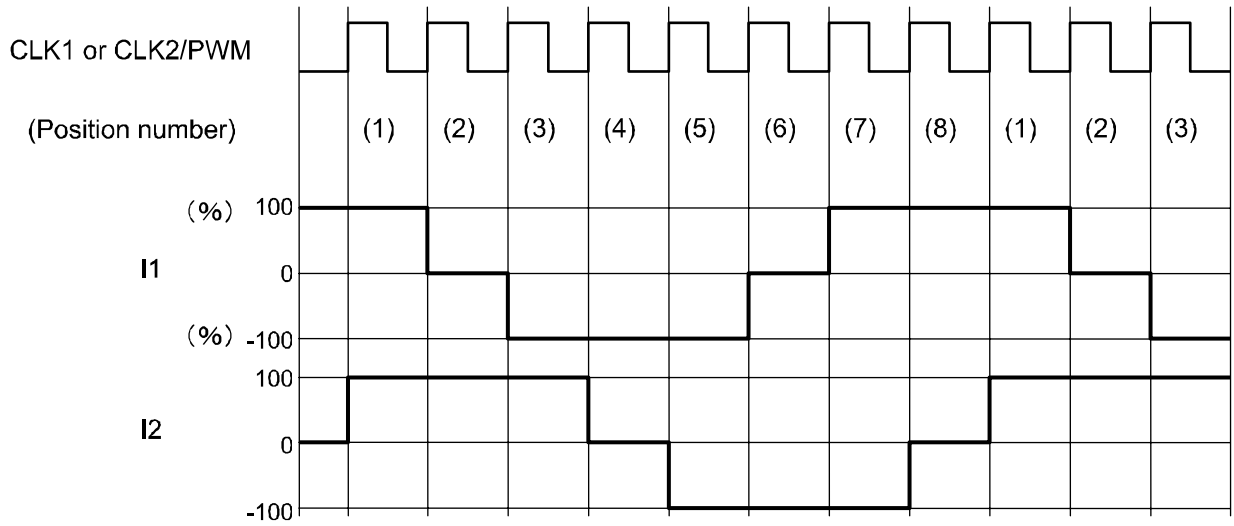 CLK1 or CLK2/PWM
(Position number) (1) (2) (3) (4) (5) (6) (7) (8) (1) (2) (3)
(%) 100
I1 0
(%) -100
100
I2
0
-100